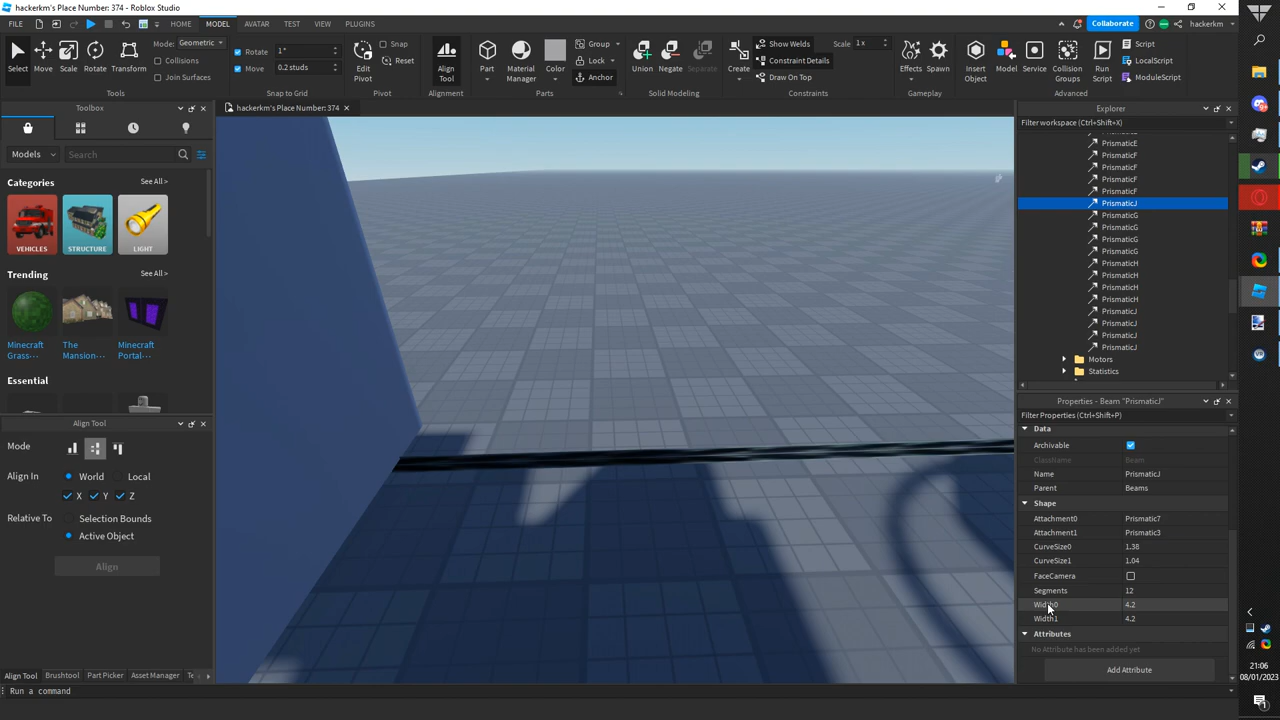 hackerkm's Place Number: 374 - Roblox Studio
FILE HOME MODEL AVATAR TEST VIEW PLUGINS Collaborate hackerkm
Select Move Scale Rotate Transform
Mode: Geometric
Collisions
Join Surfaces
Tools
Rotate 1°
Move 0.2 studs
Snap to Grid
Edit Pivot
Snap
Reset
Pivot
Align Tool
Alignment
Part Material Manager Color
Group
Lock
Anchor
Parts
Union Negate Separate
Solid Modeling
Create
Show Welds
Constraint Details
Draw On Top
Scale 1 x
Constraints
Effects Spawn
Gameplay
Insert Object Model Service Collision Groups Run Script
Script
LocalScript
ModuleScript
Advanced
Toolbox
Models Search
Categories See All >
VEHICLES STRUCTURE LIGHT
Trending See All >
Minecraft Grass-··
The Mansion-··
Minecraft Portal-··
Essential See All >
Align Tool
Mode
Align In World Local
X Y Z
Relative To Selection Bounds
Active Object
Align
Align Tool Brushtool Part Picker Asset Manager Te
Run a command
hackerkm's Place Number: 374
Explorer
Filter workspace (Ctrl+Shift+X)
PrismaticE
PrismaticF
PrismaticF
PrismaticF
PrismaticF
PrismaticJ
PrismaticG
PrismaticG
PrismaticG
PrismaticG
PrismaticH
PrismaticH
PrismaticH
PrismaticH
PrismaticJ
PrismaticJ
PrismaticJ
PrismaticJ
Motors
Statistics
Properties - Beam "PrismaticJ"
Filter Properties (Ctrl+Shift+P)
Data
Archivable
ClassName Beam
Name PrismaticJ
Parent Beams
Shape
Attachment0 Prismatic7
Attachment1 Prismatic3
CurveSize0 1.38
CurveSize1 1.04
FaceCamera
Segments 12
Width0 4.2
Width1 4.2
Attributes
No Attribute has been added yet
Add Attribute
21:06
08/01/2023